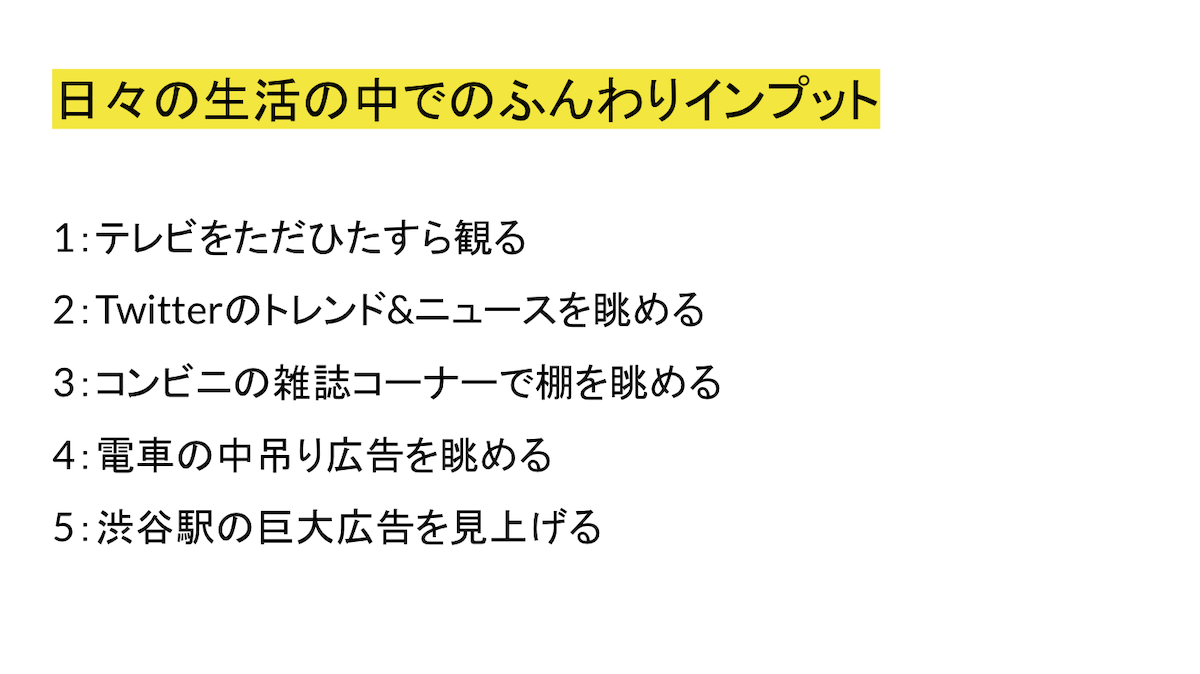 日々の生活の中でのふんわりインプット
1：テレビをただひたすら観る
2：Twitterのトレンド&ニュースを眺める
3：コンビニの雑誌コーナーで棚を眺める
4：電車の中吊り広告を眺める
5：渋谷駅の巨大広告を見上げる